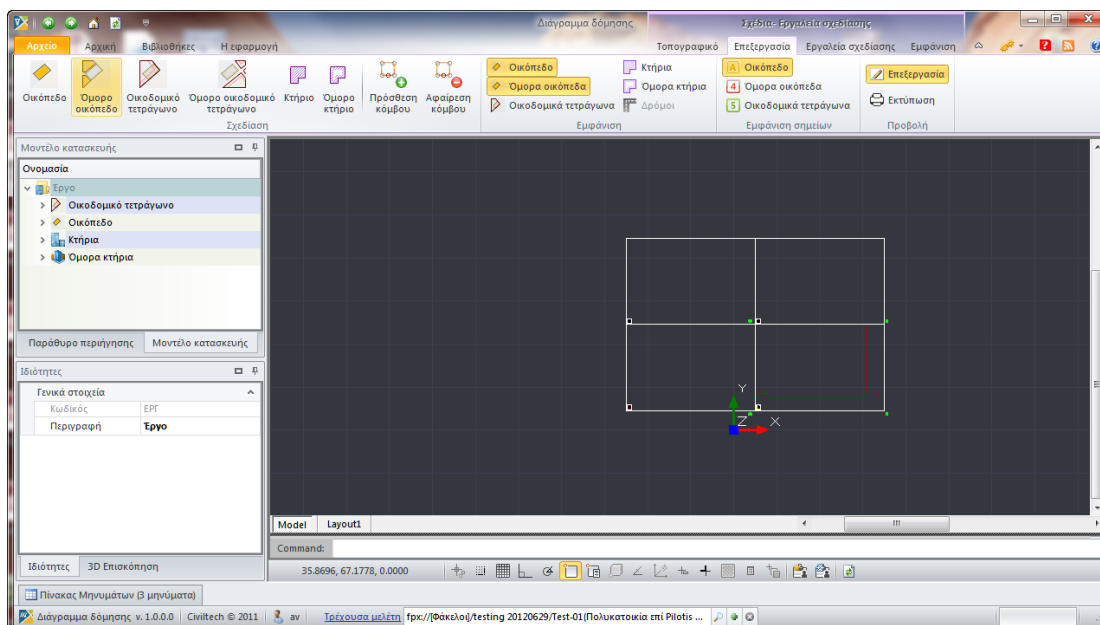 Διάγραμμα δόμησης
Σχέδια - Εργαλεία σχεδίασης
Αρχείο Αρχική Βιβλιοθήκες Η εφαρμογή Τοπογραφικό Επεξεργασία Εργαλεία σχεδίασης Εμφάνιση
Οικόπεδο
Όμορο οικόπεδο
Οικοδομικό τετράγωνο
Όμορο οικοδομικό τετράγωνο
Κτήριο
Όμορο κτήριο
Πρόσθεση κόμβου
Αφαίρεση κόμβου
Σχεδίαση
Οικόπεδο
Όμορα οικόπεδα
Οικοδομικά τετράγωνα
Κτήρια
Όμορα κτήρια
Δρόμοι
Εμφάνιση
A Οικόπεδο
4 Όμορα οικόπεδα
5 Οικοδομικά τετράγωνα
Εμφάνιση σημείων
Επεξεργασία
Εκτύπωση
Προβολή
Μοντέλο κατασκευής
Ονομασία
Έργο
Οικοδομικό τετράγωνο
Οικόπεδο
Κτήρια
Όμορα κτήρια
Παράθυρο περιήγησης Μοντέλο κατασκευής
Ιδιότητες
Γενικά στοιχεία
Κωδικός ΕΡΓ
Περιγραφή Έργο
Ιδιότητες 3D Επισκόπηση
Y
Z X
Model Layout1
Command:
35.8696, 67.1778, 0.0000
Πίνακας Μηνυμάτων (3 μηνύματα)
Διάγραμμα δόμησης v. 1.0.0.0 Civiltech © 2011 av Τρέχουσα μελέτη fpx://[Φάκελοι]/testing 20120629/Test-01(Πολυκατοικία επί Pilotis ...